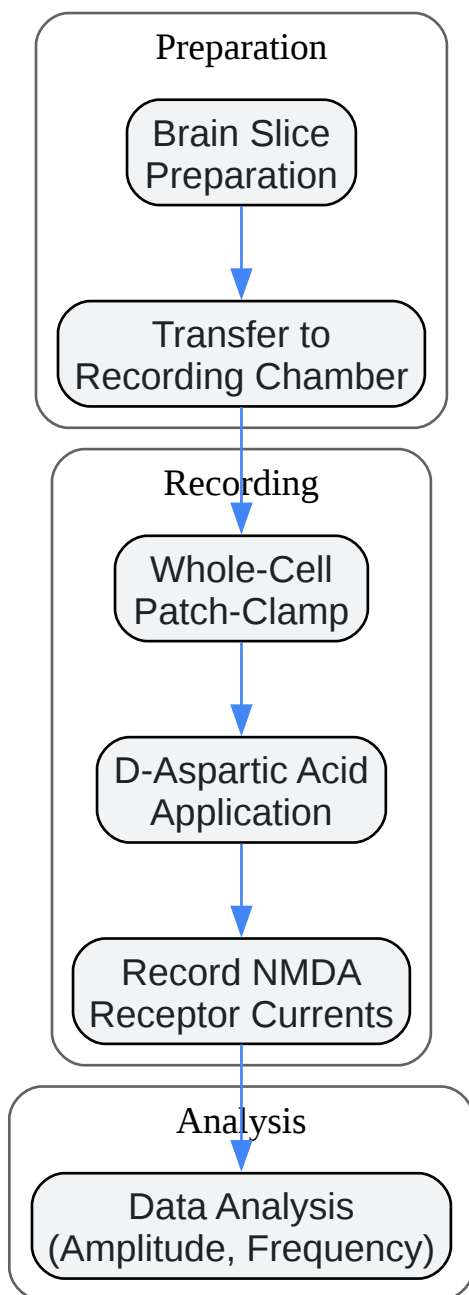 Preparation
Brain Slice
Preparation
Transfer to
Recording Chamber
Recording
Whole-Cell
Patch-Clamp
D-Aspartic Acid
Application
Record NMDA
Receptor Currents
Analysis
Data Analysis
(Amplitude, Frequency)